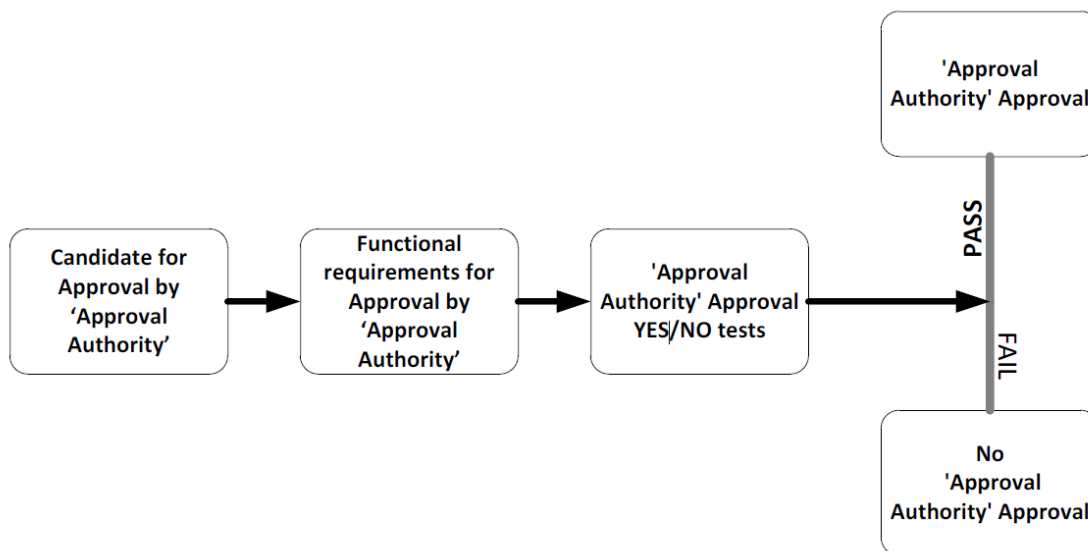 'Approval
Authority' Approval
PASS
Candidate for
Approval by
‘Approval
Authority’
Functional
requirements for
Approval by
‘Approval
Authority’
'Approval
Authority' Approval
YES/NO tests
FAIL
No
'Approval
Authority' Approval